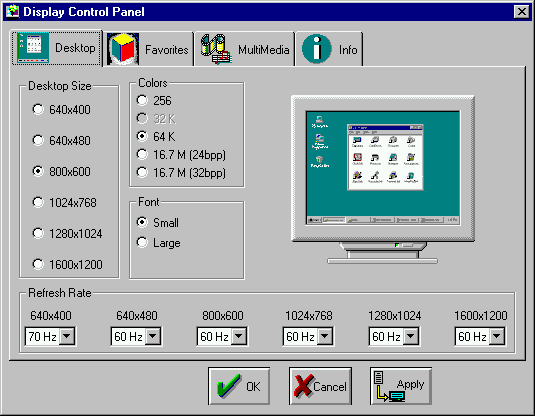 Display Control Panel
Desktop Favorites MultiMedia Info
Desktop Size
640x400
640x480
800x600
1024x768
1280x1024
1600x1200
Colors
256
32 K
64 K
16.7 M (24bpp)
16.7 M (32bpp)
Font
Small
Large
Refresh Rate
640x400 640x480 800x600 1024x768 1280x1024 1600x1200
70 Hz 60 Hz 60 Hz 60 Hz 60 Hz 60 Hz
OK Cancel Apply